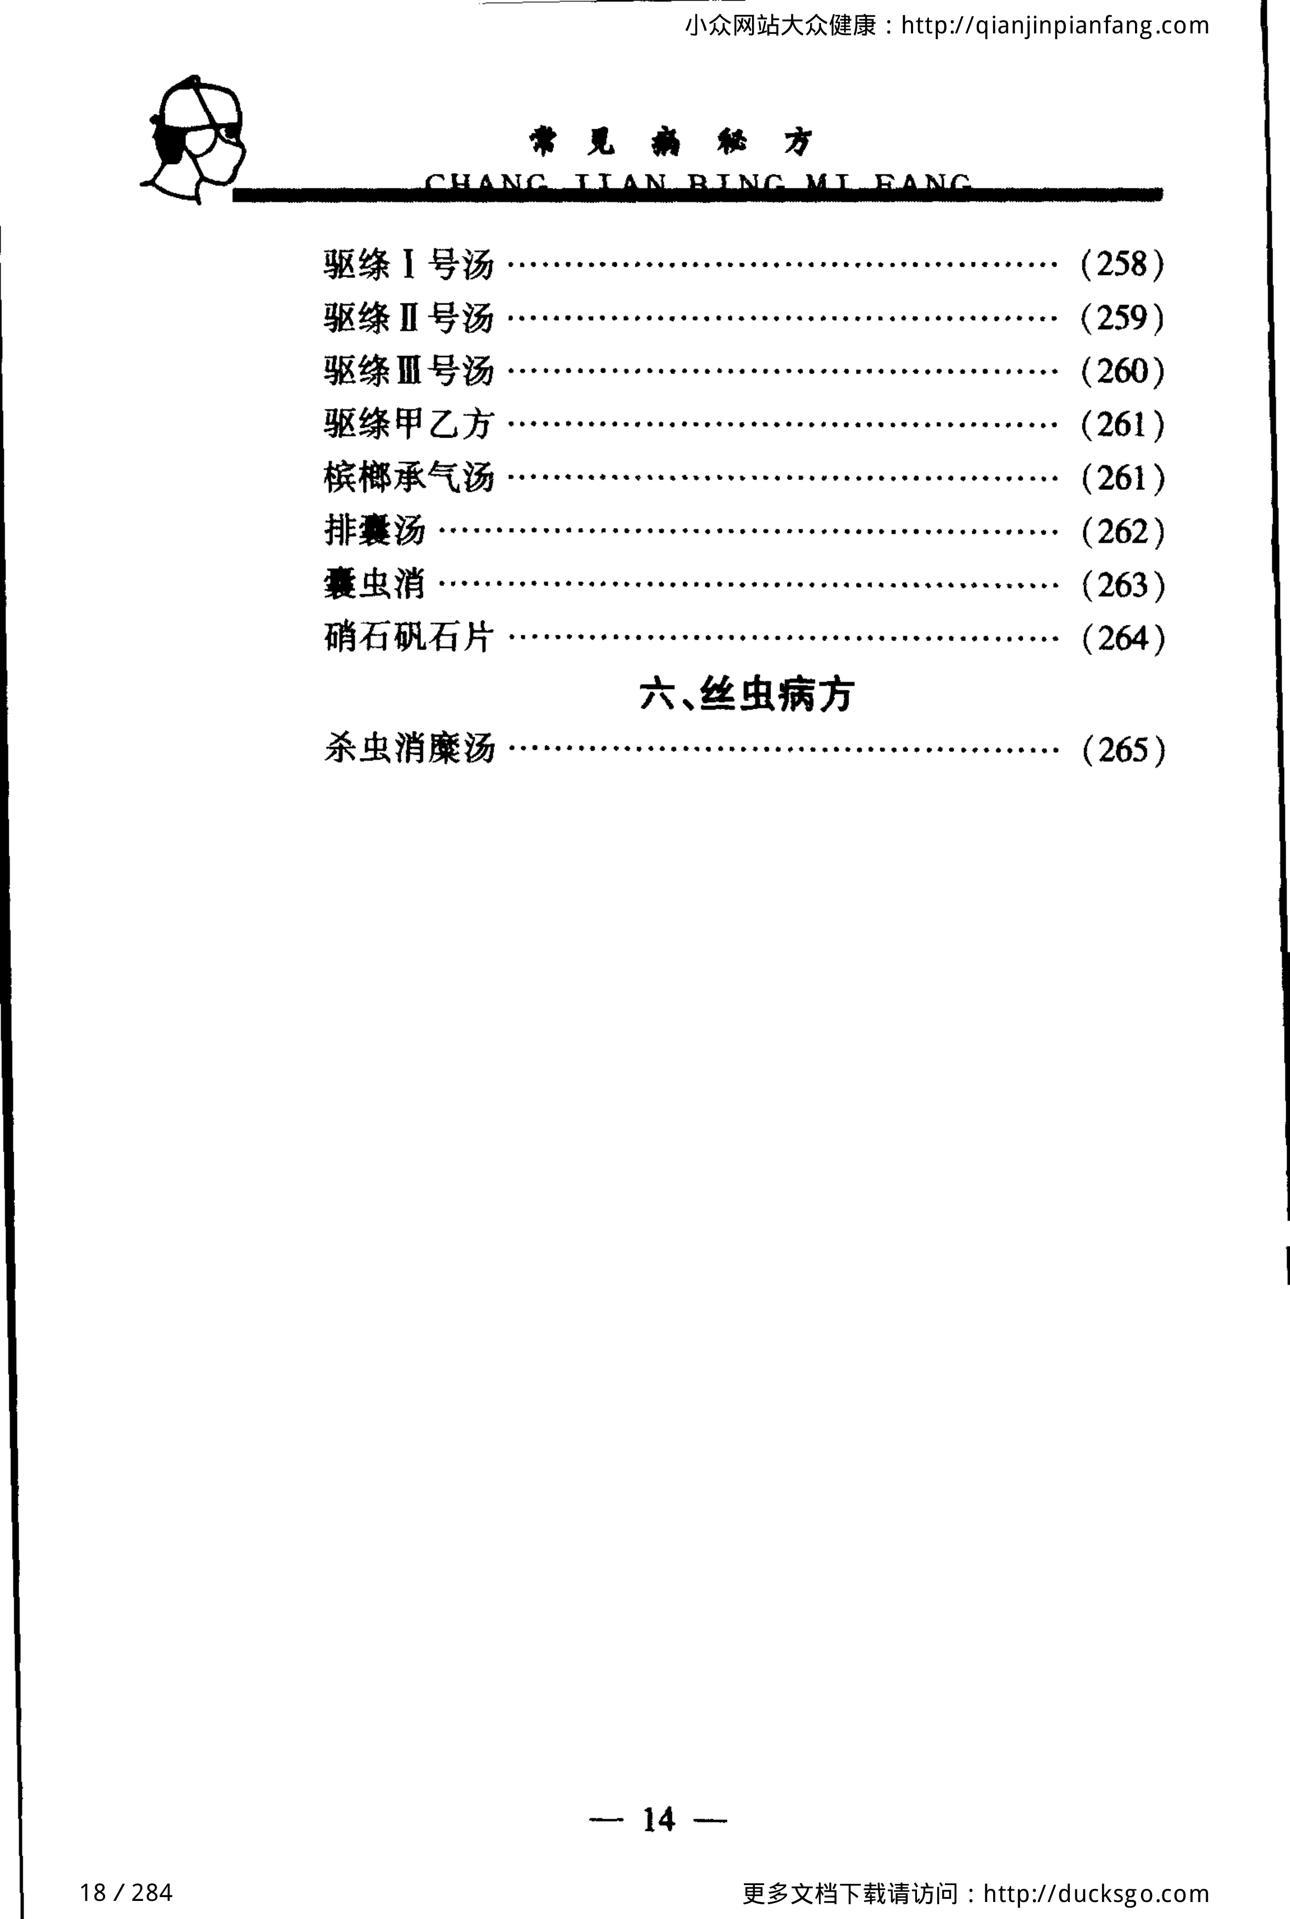 小众网站大众健康：http://qianjinpianfang.com
常见病秘方
CHANG JIAN BING MI FANG
驱绦Ⅰ号汤 …………………………………………… (258)
驱绦Ⅱ号汤 …………………………………………… (259)
驱绦Ⅲ号汤 …………………………………………… (260)
驱绦甲乙方 …………………………………………… (261)
槟榔承气汤 …………………………………………… (261)
排囊汤 ………………………………………………… (262)
囊虫消 ………………………………………………… (263)
硝石矾石片 …………………………………………… (264)
六、丝虫病方
杀虫消糜汤 …………………………………………… (265)
— 14 —
18 / 284
更多文档下载请访问：http://ducksgo.com